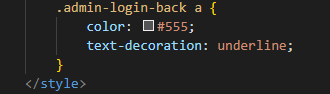 .admin-login-back a {
color: #555;
text-decoration: underline;
}
</style>